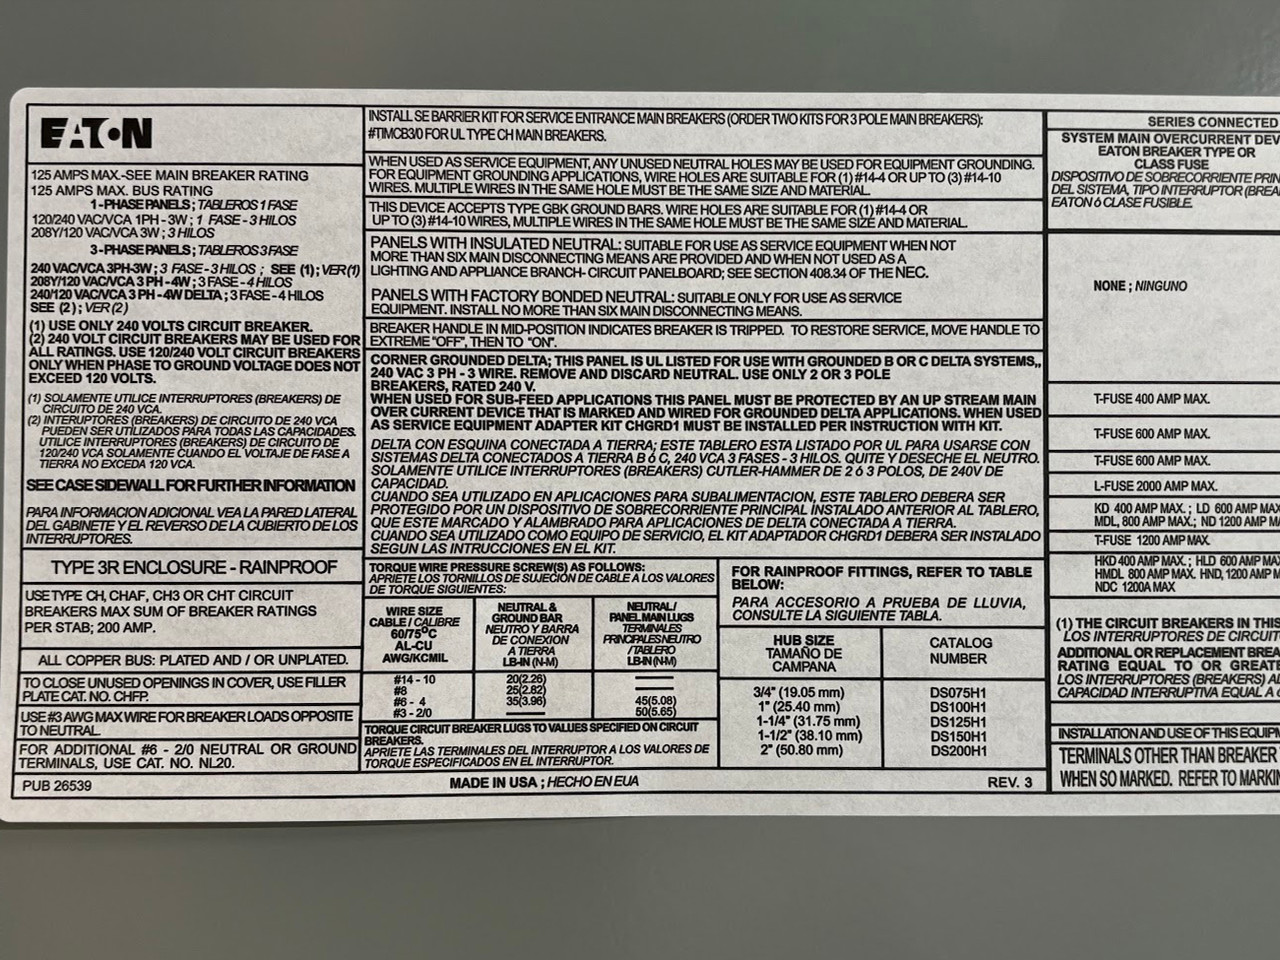 EATON
125 AMPS MAX.-SEE MAIN BREAKER RATING
125 AMPS MAX. BUS RATING
1-PHASE PANELS ; TABLEROS 1 FASE
120/240 VAC/VCA 1PH - 3W ; 1 FASE - 3 HILOS
208Y/120 VAC/VCA 3W ; 3 HILOS
3-PHASE PANELS ; TABLEROS 3 FASE
240 VAC/VCA 3PH-3W ; 3 FASE - 3 HILOS ; SEE (1) ; VER (1)
208Y/120 VAC/VCA 3 PH - 4W ; 3 FASE - 4 HILOS
240/120 VAC/VCA 3 PH - 4W DELTA ; 3 FASE - 4 HILOS
SEE (2) ; VER (2)
(1) USE ONLY 240 VOLTS CIRCUIT BREAKER.
(2) 240 VOLT CIRCUIT BREAKERS MAY BE USED FOR
ALL RATINGS. USE 120/240 VOLT CIRCUIT BREAKERS
ONLY WHEN PHASE TO GROUND VOLTAGE DOES NOT
EXCEED 120 VOLTS.
(1) SOLAMENTE UTILICE INTERRUPTORES (BREAKERS) DE
CIRCUITO DE 240 VCA.
(2) INTERUPTORES (BREAKERS) DE CIRCUITO DE 240 VCA
PUEDEN SER UTILIZADOS PARA TODAS LAS CAPACIDADES.
UTILICE INTERRUPTORES (BREAKERS) DE CIRCUITO DE
120/240 VCA SOLAMENTE CUANDO EL VOLTAJE DE FASE A
TIERRA NO EXCEDA 120 VCA.
SEE CASE SIDEWALL FOR FURTHER INFORMATION
PARA INFORMACION ADICIONAL VEA LA PARED LATERAL
DEL GABINETE Y EL REVERSO DE LA CUBIERTO DE LOS
INTERRUPTORES.
TYPE 3R ENCLOSURE - RAINPROOF
USE TYPE CH, CHAF, CH3 OR CHT CIRCUIT
BREAKERS MAX SUM OF BREAKER RATINGS
PER STAB; 200 AMP.
ALL COPPER BUS: PLATED AND / OR UNPLATED.
TO CLOSE UNUSED OPENINGS IN COVER, USE FILLER
PLATE CAT. NO. CHFP.
USE #3 AWG MAX WIRE FOR BREAKER LOADS OPPOSITE
TO NEUTRAL.
FOR ADDITIONAL #6 - 2/0 NEUTRAL OR GROUND
TERMINALS, USE CAT. NO. NL20.
PUB 26539
INSTALL SE BARRIER KIT FOR SERVICE ENTRANCE MAIN BREAKERS (ORDER TWO KITS FOR 3 POLE MAIN BREAKERS):
#TIMCB3/0 FOR UL TYPE CH MAIN BREAKERS.
WHEN USED AS SERVICE EQUIPMENT, ANY UNUSED NEUTRAL HOLES MAY BE USED FOR EQUIPMENT GROUNDING.
FOR EQUIPMENT GROUNDING APPLICATIONS, WIRE HOLES ARE SUITABLE FOR (1) #14-4 OR UP TO (3) #14-10
WIRES. MULTIPLE WIRES IN THE SAME HOLE MUST BE THE SAME SIZE AND MATERIAL.
THIS DEVICE ACCEPTS TYPE GBK GROUND BARS. WIRE HOLES ARE SUITABLE FOR (1) #14-4 OR
UP TO (3) #14-10 WIRES, MULTIPLE WIRES IN THE SAME HOLE MUST BE THE SAME SIZE AND MATERIAL.
PANELS WITH INSULATED NEUTRAL: SUITABLE FOR USE AS SERVICE EQUIPMENT WHEN NOT
MORE THAN SIX MAIN DISCONNECTING MEANS ARE PROVIDED AND WHEN NOT USED AS A
LIGHTING AND APPLIANCE BRANCH- CIRCUIT PANELBOARD; SEE SECTION 408.34 OF THE NEC.
PANELS WITH FACTORY BONDED NEUTRAL: SUITABLE ONLY FOR USE AS SERVICE
EQUIPMENT. INSTALL NO MORE THAN SIX MAIN DISCONNECTING MEANS.
BREAKER HANDLE IN MID-POSITION INDICATES BREAKER IS TRIPPED. TO RESTORE SERVICE, MOVE HANDLE TO
EXTREME "OFF", THEN TO "ON".
CORNER GROUNDED DELTA; THIS PANEL IS UL LISTED FOR USE WITH GROUNDED B OR C DELTA SYSTEMS,,
240 VAC 3 PH - 3 WIRE. REMOVE AND DISCARD NEUTRAL. USE ONLY 2 OR 3 POLE
BREAKERS, RATED 240 V.
WHEN USED FOR SUB-FEED APPLICATIONS THIS PANEL MUST BE PROTECTED BY AN UP STREAM MAIN
OVER CURRENT DEVICE THAT IS MARKED AND WIRED FOR GROUNDED DELTA APPLICATIONS. WHEN USED
AS SERVICE EQUIPMENT ADAPTER KIT CHGRD1 MUST BE INSTALLED PER INSTRUCTION WITH KIT.
DELTA CON ESQUINA CONECTADA A TIERRA; ESTE TABLERO ESTA LISTADO POR UL PARA USARSE CON
SISTEMAS DELTA CONECTADOS A TIERRA B Ó C, 240 VCA 3 FASES - 3 HILOS. QUITE Y DESECHE EL NEUTRO.
SOLAMENTE UTILICE INTERRUPTORES (BREAKERS) CUTLER-HAMMER DE 2 ó 3 POLOS, DE 240V DE
CAPACIDAD.
CUANDO SEA UTILIZADO EN APLICACIONES PARA SUBALIMENTACION, ESTE TABLERO DEBERA SER
PROTEGIDO POR UN DISPOSITIVO DE SOBRECORRIENTE PRINCIPAL INSTALADO ANTERIOR AL TABLERO,
QUE ESTE MARCADO Y ALAMBRADO PARA APLICACIONES DE DELTA CONECTADA A TIERRA.
CUANDO SEA UTILIZADO COMO EQUIPO DE SERVICIO, EL KIT ADAPTADOR CHGRD1 DEBERA SER INSTALADO
SEGUN LAS INTRUCCIONES EN EL KIT.
TORQUE WIRE PRESSURE SCREW(S) AS FOLLOWS:
APRIETE LOS TORNILLOS DE SUJECIÓN DE CABLE A LOS VALORES
DE TORQUE SIGUIENTES:
WIRE SIZE
CABLE / CALIBRE
60/75°C
AL-CU
AWG/KCMIL
NEUTRAL &
GROUND BAR
NEUTRO Y BARRA
DE CONEXION
A TIERRA
LB-IN (N-M)
NEUTRAL /
PANEL MAIN LUGS
TERMINALES
PRINCIPALES NEUTRO
/TABLERO
LB-IN (N-M)
#14 - 10 20(2.26) ——
#8 25(2.82) ——
#6 - 4 35(3.96) 45(5.08)
#3 - 2/0 —— 50(5.65)
TORQUE CIRCUIT BREAKER LUGS TO VALUES SPECIFIED ON CIRCUIT
BREAKERS.
APRIETE LAS TERMINALES DEL INTERRUPTOR A LOS VALORES DE
TORQUE ESPECIFICADOS EN EL INTERRUPTOR.
FOR RAINPROOF FITTINGS, REFER TO TABLE
BELOW:
PARA ACCESORIO A PRUEBA DE LLUVIA,
CONSULTE LA SIGUIENTE TABLA.
HUB SIZE
TAMAÑO DE
CAMPANA
CATALOG
NUMBER
3/4" (19.05 mm) DS075H1
1" (25.40 mm) DS100H1
1-1/4" (31.75 mm) DS125H1
1-1/2" (38.10 mm) DS150H1
2" (50.80 mm) DS200H1
MADE IN USA ; HECHO EN EUA
REV. 3
SERIES CONNECTED
SYSTEM MAIN OVERCURRENT DEV
EATON BREAKER TYPE OR
CLASS FUSE
DISPOSITIVO DE SOBRECORRIENTE PRIN
DEL SISTEMA, TIPO INTERRUPTOR (BREA
EATON ó CLASE FUSIBLE.
NONE ; NINGUNO
T-FUSE 400 AMP MAX.
T-FUSE 600 AMP MAX.
T-FUSE 600 AMP MAX.
L-FUSE 2000 AMP MAX.
KD 400 AMP MAX. ; LD 600 AMP MAX
MDL, 800 AMP MAX.; ND 1200 AMP M
T-FUSE 1200 AMP MAX.
HKD 400 AMP MAX. ; HLD 600 AMP MA
HMDL 800 AMP MAX. HND, 1200 AMP M
NDC 1200A MAX
(1) THE CIRCUIT BREAKERS IN THIS
LOS INTERRUPTORES DE CIRCUIT
ADDITIONAL OR REPLACEMENT BREA
RATING EQUAL TO OR GREATE
LOS INTERRUPTORES (BREAKERS) AD
CAPACIDAD INTERRUPTIVA EQUAL A ó
INSTALLATION AND USE OF THIS EQUIPM
TERMINALS OTHER THAN BREAKER
WHEN SO MARKED. REFER TO MARKIN